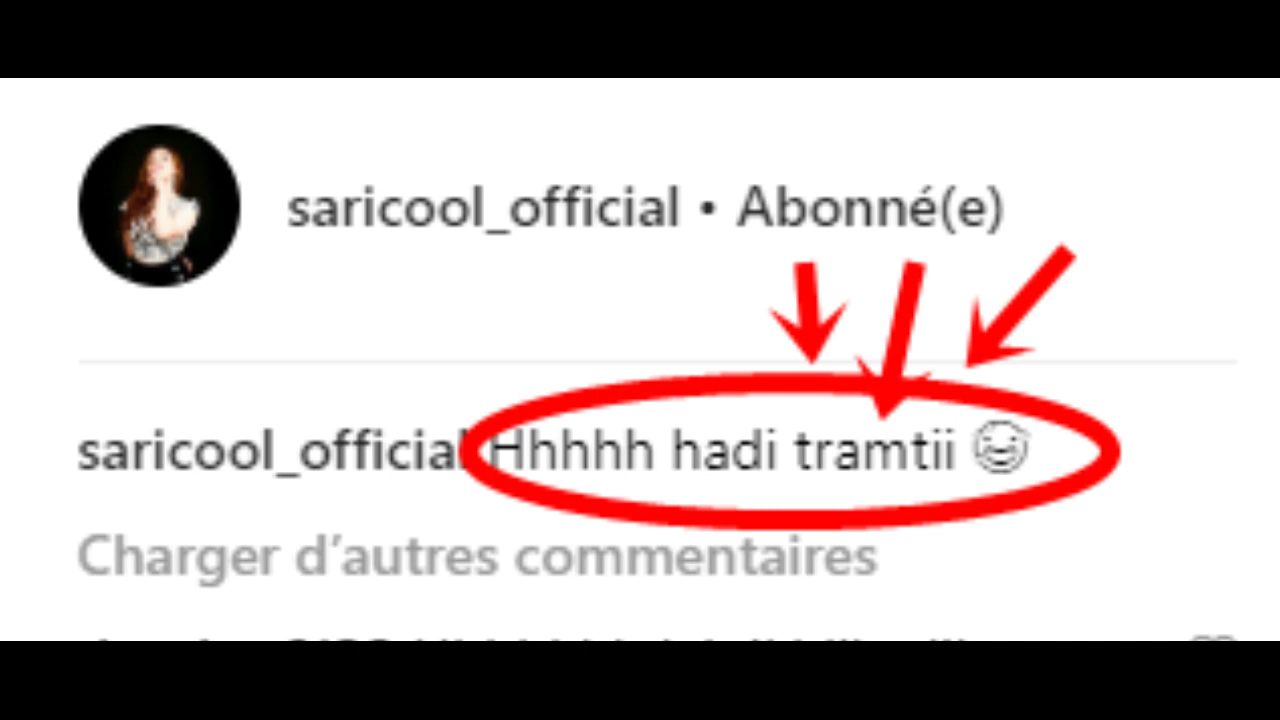 saricool_official • Abonné(e)
saricool_official Hhhhh hadi tramtii 😅
Charger d’autres commentaires